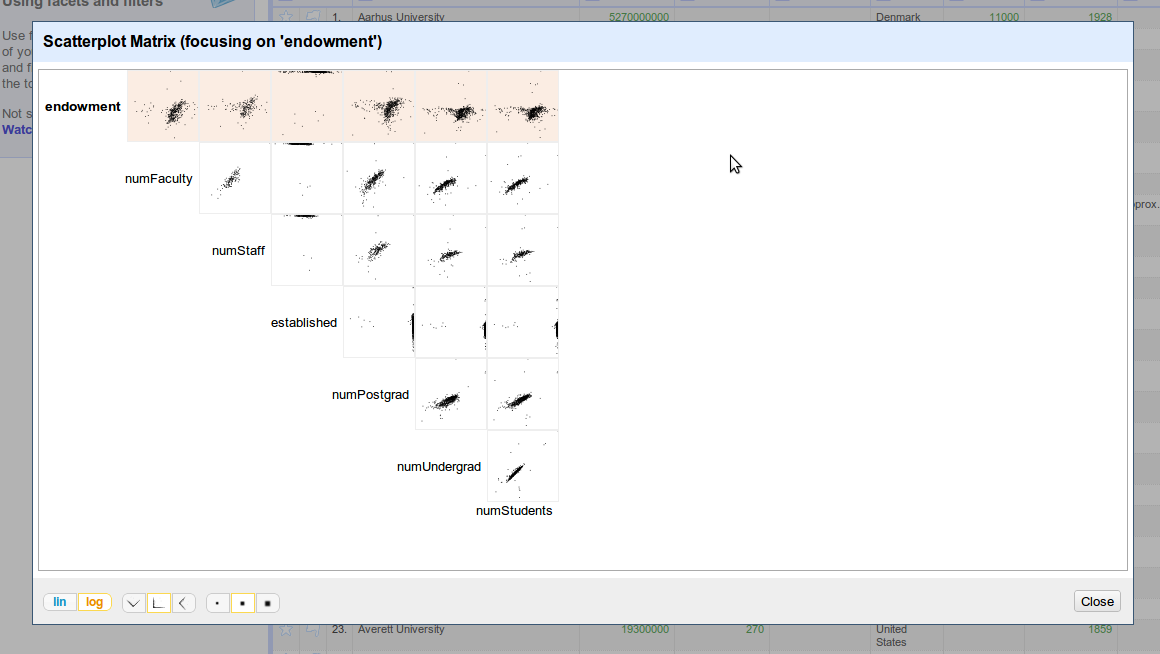 Using facets and filters
1. Aarhus University 5270000000 Denmark 11000 1928
Use f
of yo
and f
the to
Not s
Watc
Scatterplot Matrix (focusing on 'endowment')
endowment
numFaculty
numStaff
established
numPostgrad
numUndergrad
numStudents
prox.
lin log
Close
23. Averett University 19300000 270 United 1859
States